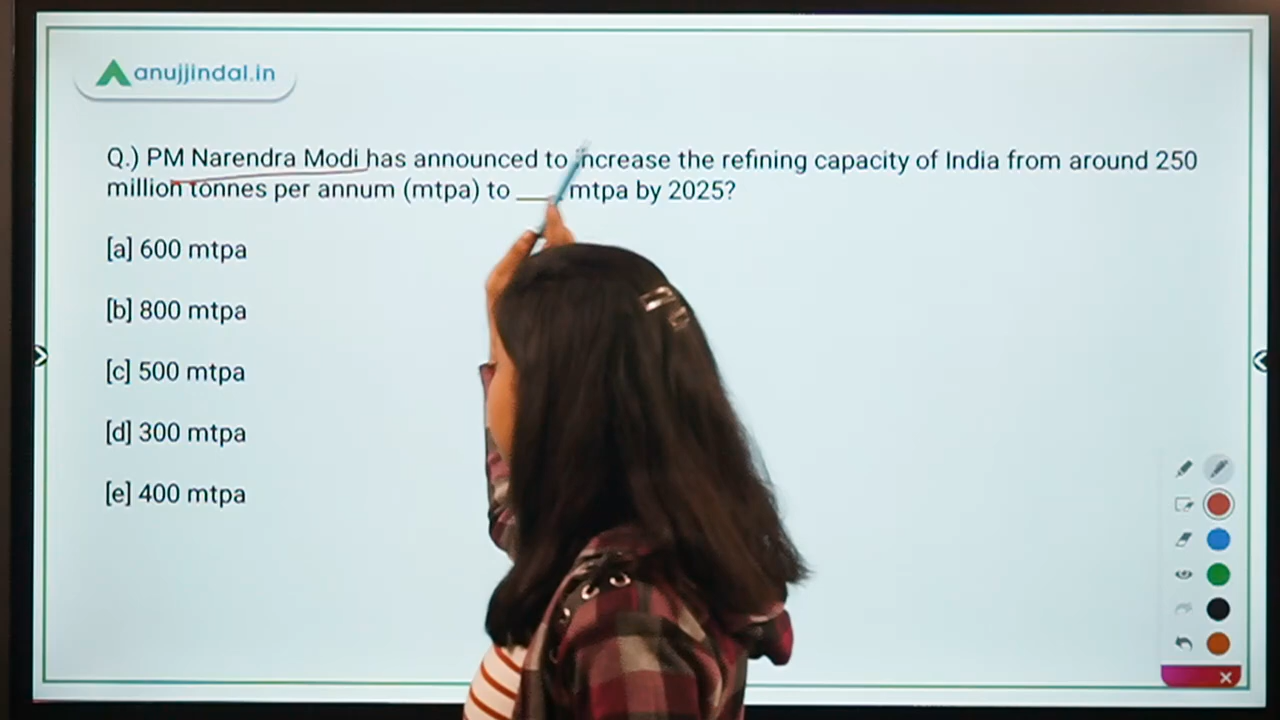 anujjindal.in
Q.) PM Narendra Modi has announced to increase the refining capacity of India from around 250
million tonnes per annum (mtpa) to ___ mtpa by 2025?
[a] 600 mtpa
[b] 800 mtpa
[c] 500 mtpa
[d] 300 mtpa
[e] 400 mtpa